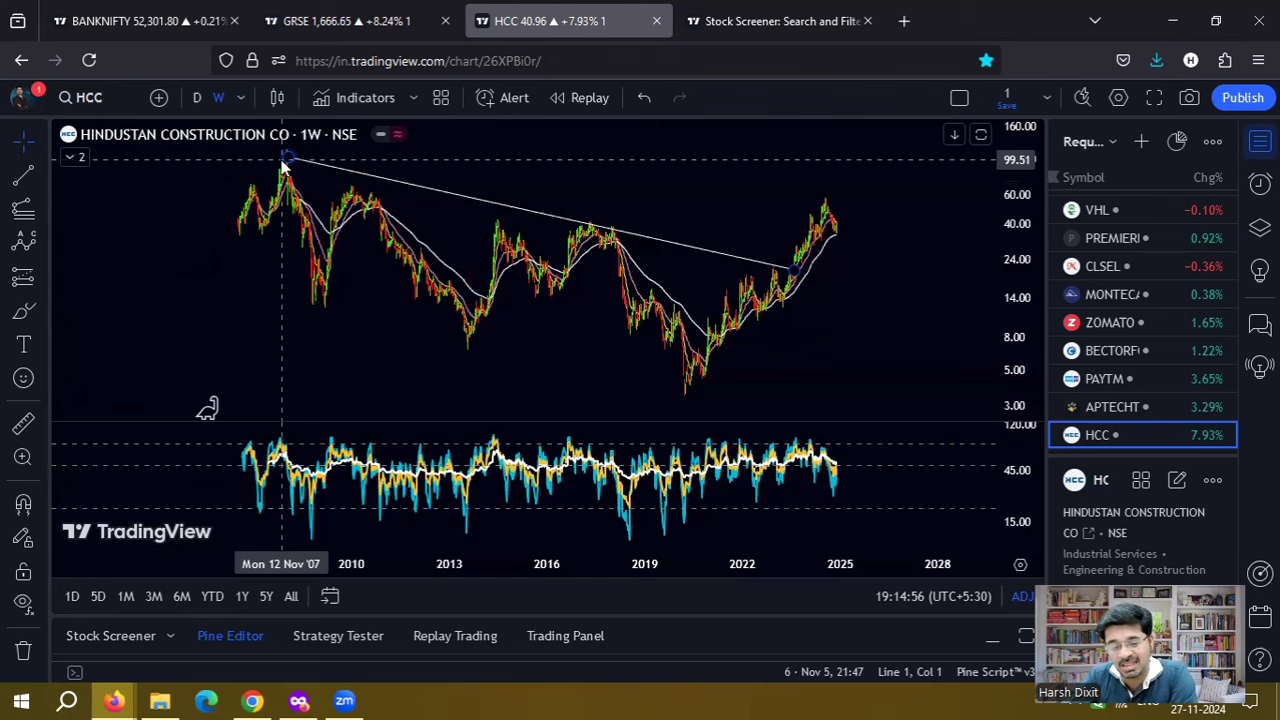 BANKNIFTY 52,301.80 ▲ +0.21%
GRSE 1,666.65 ▲ +8.24% 1
HCC 40.96 ▲ +7.93% 1
Stock Screener: Search and Filte
https://in.tradingview.com/chart/26XPBi0r/
H
1
HCC
D
W
Indicators
Alert
Replay
1
Save
Publish
HINDUSTAN CONSTRUCTION CO · 1W · NSE
2
160.00
99.51
60.00
40.00
24.00
14.00
8.00
5.00
3.00
120.00
45.00
15.00
TradingView
Mon 12 Nov '07
2010
2013
2016
2019
2022
2025
2028
1D
5D
1M
3M
6M
YTD
1Y
5Y
All
19:14:56 (UTC+5:30)
ADJ
Stock Screener
Pine Editor
Strategy Tester
Replay Trading
Trading Panel
6 · Nov 5, 21:47
Line 1, Col 1
Pine Script™ v3
Requ...
Symbol
Chg%
VHL
−0.10%
PREMIERI
0.92%
CLSEL
−0.36%
MONTECA
0.38%
ZOMATO
1.65%
BECTORF
1.22%
PAYTM
3.65%
APTECHT
3.29%
HCC
7.93%
HC
HINDUSTAN CONSTRUCTION
CO
NSE
Industrial Services
Engineering & Construction
Harsh Dixit
27-11-2024